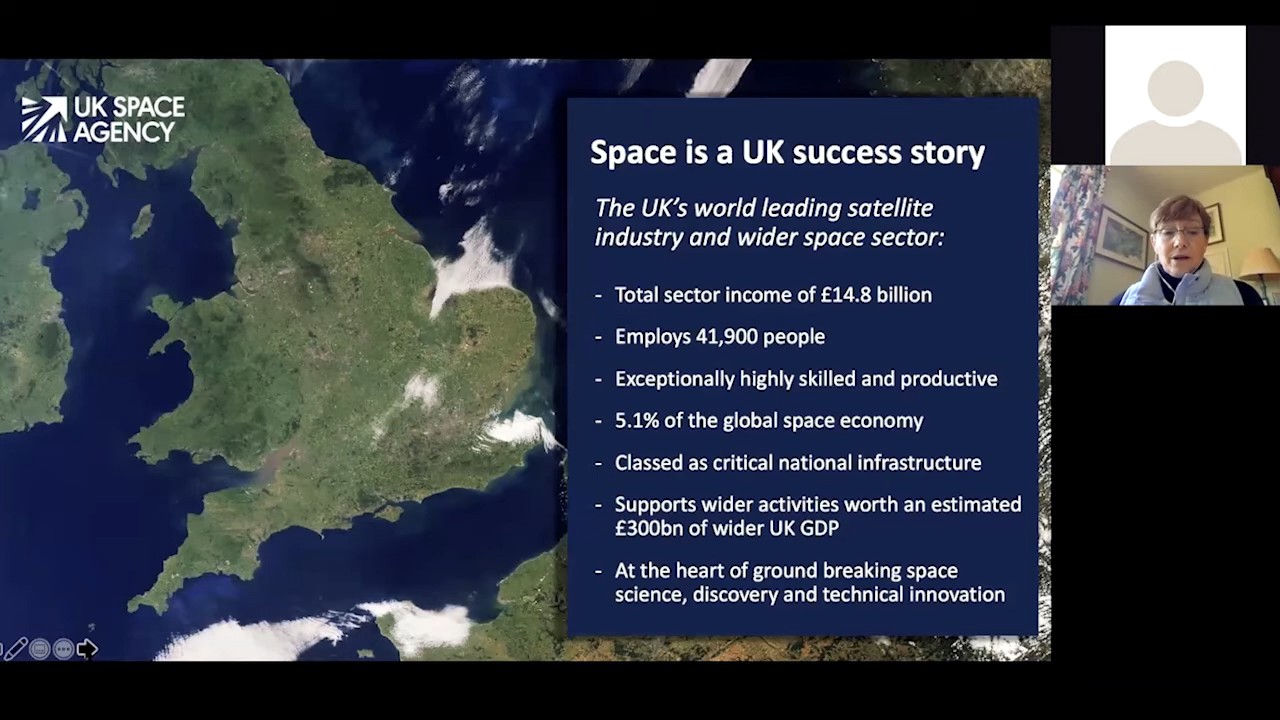 UK SPACE
AGENCY
Space is a UK success story
The UK's world leading satellite
industry and wider space sector:
- Total sector income of £14.8 billion
- Employs 41,900 people
- Exceptionally highly skilled and productive
- 5.1% of the global space economy
- Classed as critical national infrastructure
- Supports wider activities worth an estimated
£300bn of wider UK GDP
- At the heart of ground breaking space
science, discovery and technical innovation